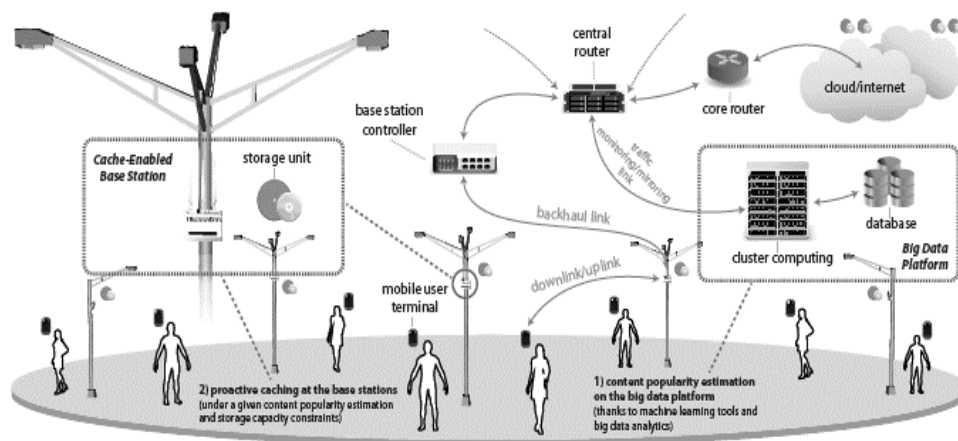 central
router
core router
cloud/internet
base station
controller
Cache-Enabled
Base Station
storage unit
traffic
monitoring/mirroring
link
backhaul link
cluster computing
database
Big Data
Platform
mobile user
terminal
downlink/uplink
2) proactive caching at the base stations
(under a given content popularity estimation
and storage capacity constraints)
1) content popularity estimation
on the big data platform
(thanks to machine learning tools and
big data analytics)